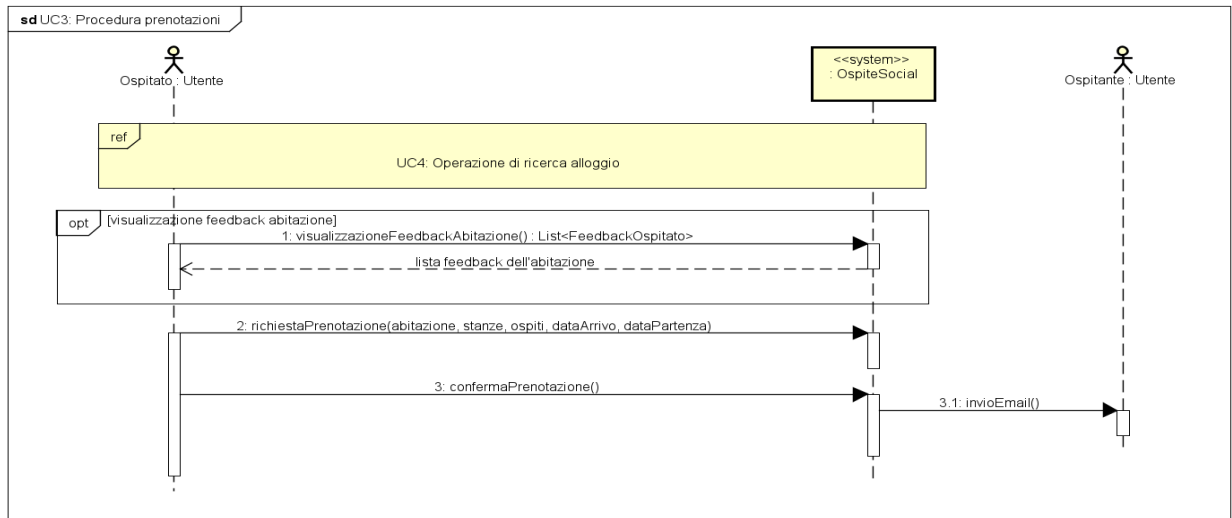 sd UC3: Procedura prenotazioni
Ospitato : Utente
<<system>>
: OspiteSocial
Ospitante : Utente
ref
UC4: Operazione di ricerca alloggio
opt
[visualizzazione feedback abitazione]
1: visualizzazioneFeedbackAbitazione() : List<FeedbackOspitato>
lista feedback dell'abitazione
2: richiestaPrenotazione(abitazione, stanze, ospiti, dataArrivo, dataPartenza)
3: confermaPrenotazione()
3.1: invioEmail()